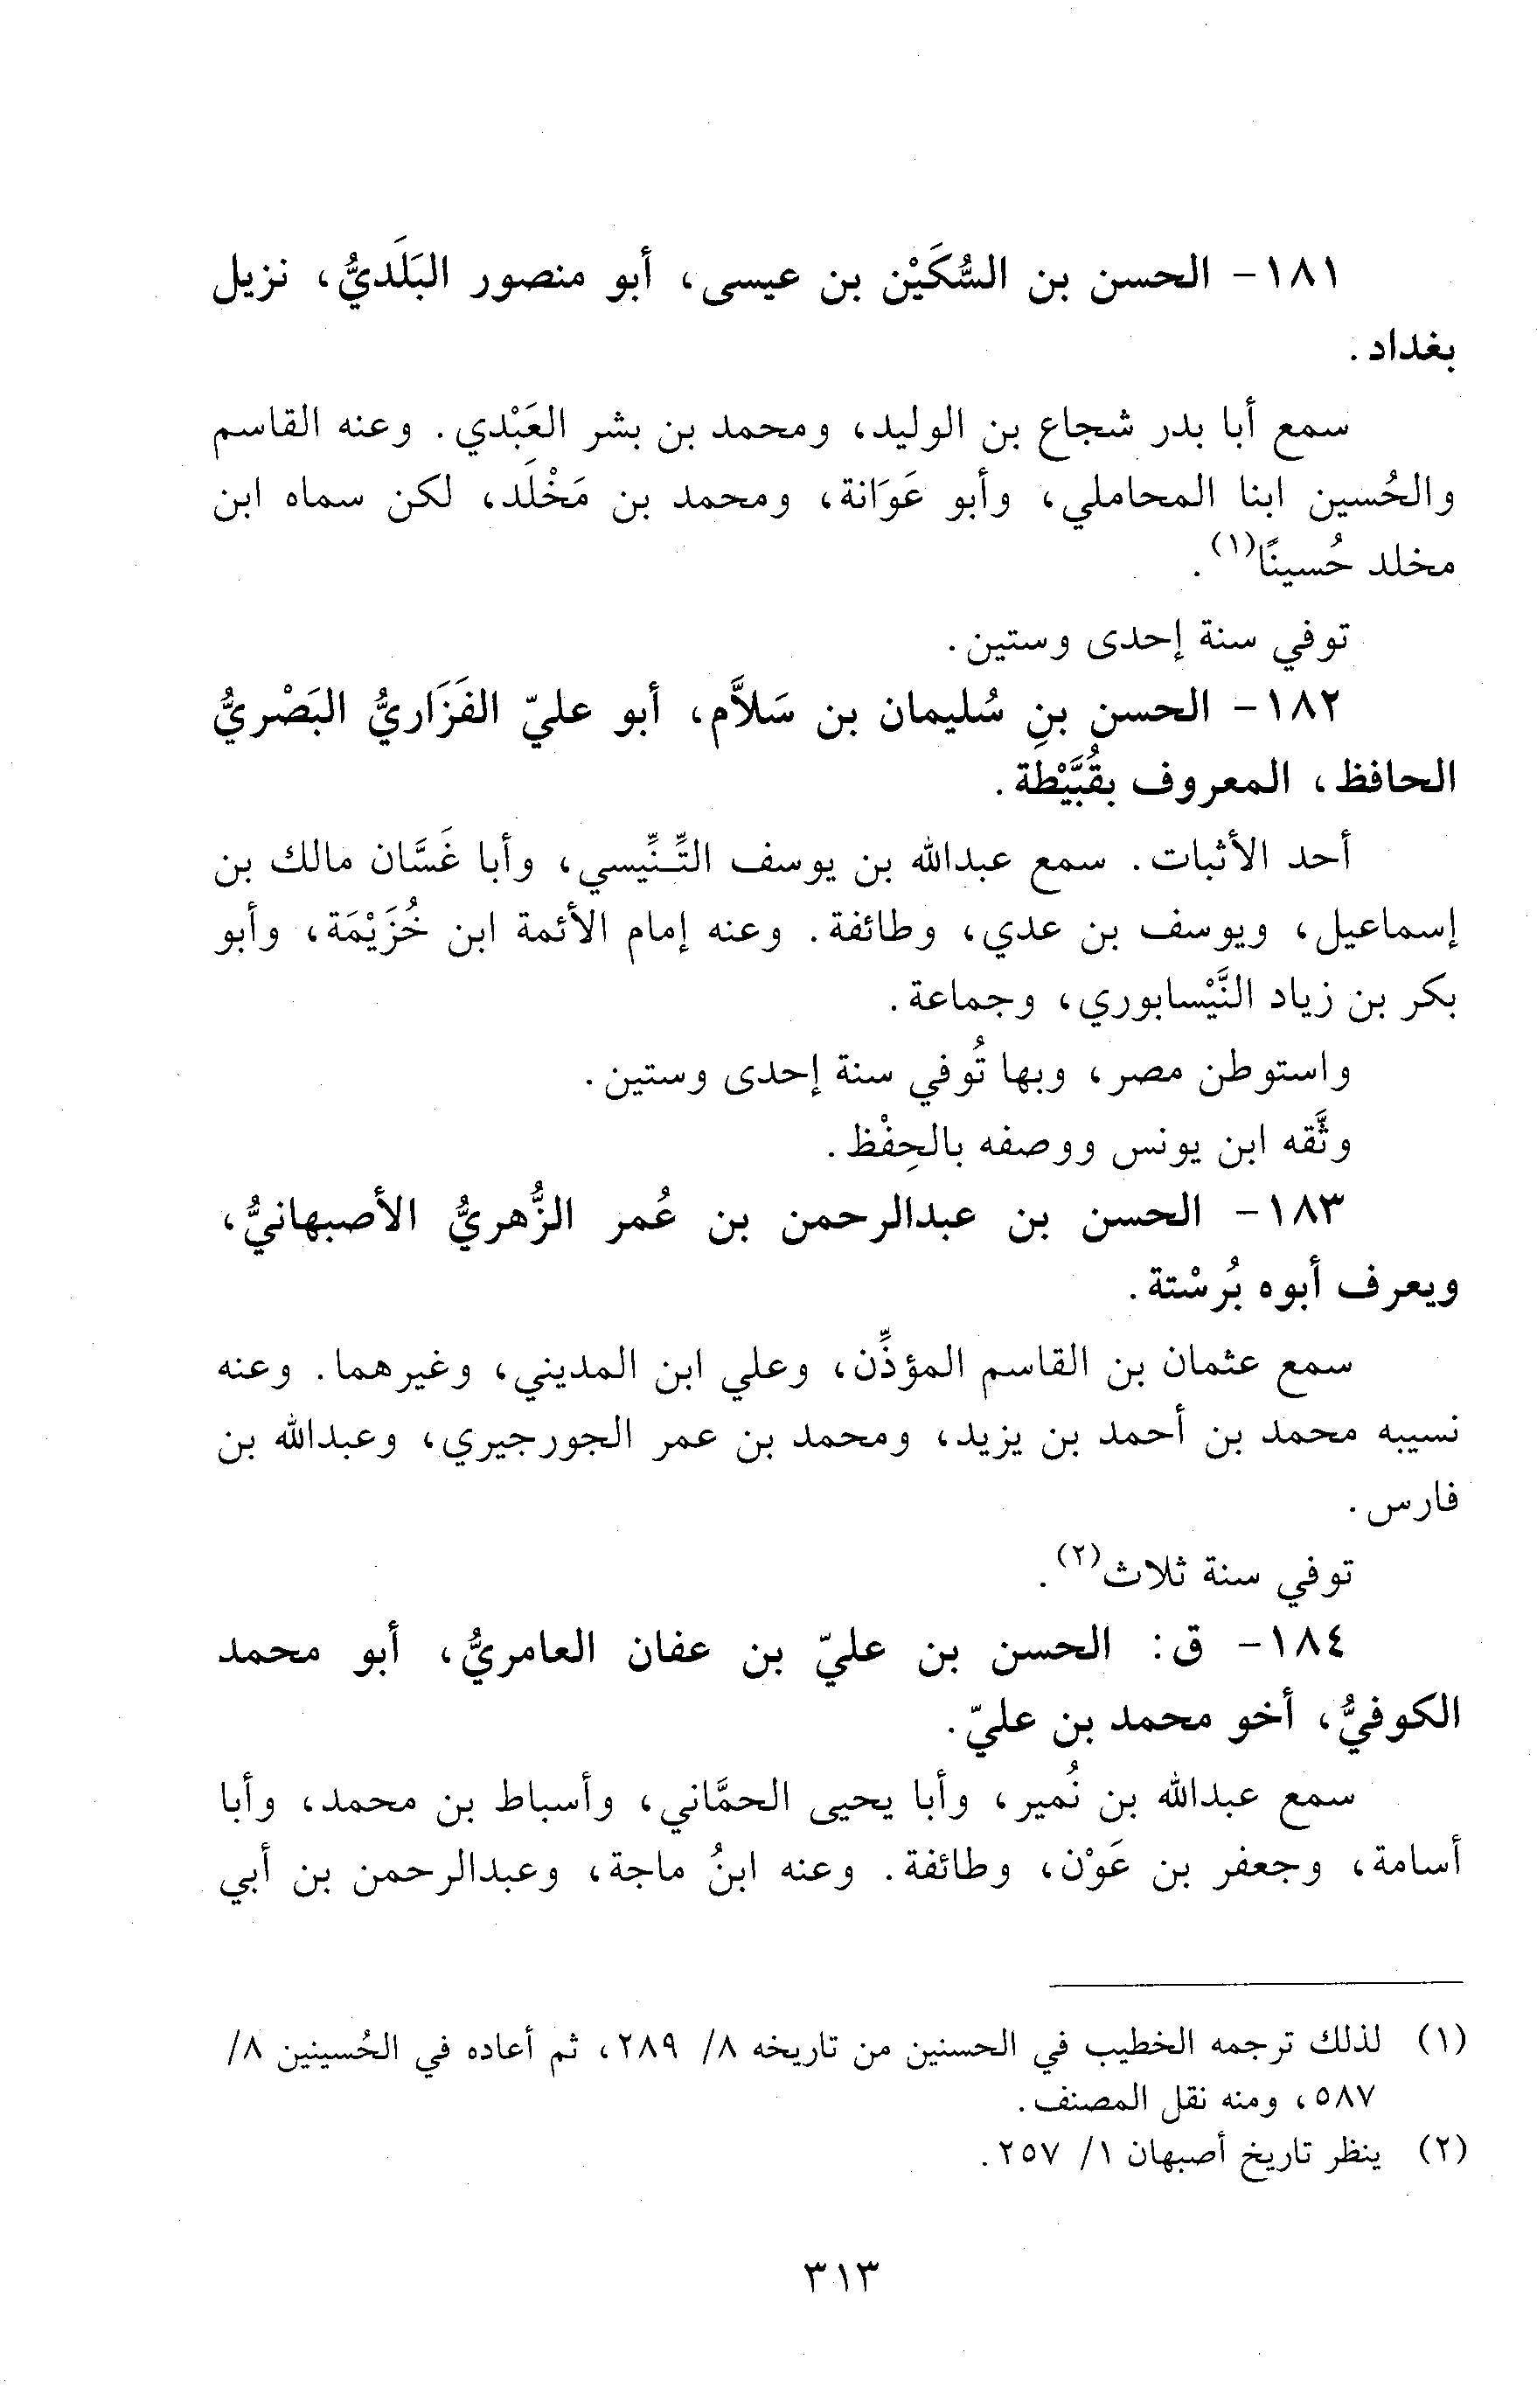 ١٨١- الحسن بن السُّكَيْن بن عيسى، أبو منصور البَلَديُّ، نزيل
بغداد.
سمع أبا بدر شجاع بن الوليد، ومحمد بن بشر العَبْدي. وعنه القاسم
والحُسين ابنا المحاملي، وأبو عَوَانة، ومحمد بن مَخْلَد، لكن سماه ابن
مخلد حُسينًا(١).
توفي سنة إحدى وستين.
١٨٢- الحسن بنِ سُليمان بن سَلاَّم، أبو عليّ الفَزَاريُّ البَصْريُّ
الحافظ، المعروف بقُبَّيْطَة.
أحد الأثبات. سمع عبدالله بن يوسف التِّنِّيسي، وأبا غَسَّان مالك بن
إسماعيل، ويوسف بن عدي، وطائفة. وعنه إمام الأئمة ابن خُزَيْمَة، وأبو
بكر بن زياد النَّيْسابوري، وجماعة.
واستوطن مصر، وبها تُوفي سنة إحدى وستين.
وثَّقه ابن يونس ووصفه بالحِفْظ.
١٨٣- الحسن بن عبدالرحمن بن عُمر الزُّهريُّ الأصبهانيُّ،
ويعرف أبوه بُرسْتة.
سمع عثمان بن القاسم المؤذِّن، وعلي ابن المديني، وغيرهما. وعنه
نسيبه محمد بن أحمد بن يزيد، ومحمد بن عمر الجورجيري، وعبدالله بن
فارس.
توفي سنة ثلاث(٢).
١٨٤- ق: الحسن بن عليّ بن عفان العامريُّ، أبو محمد
الكوفيُّ، أخو محمد بن عليّ.
سمع عبدالله بن نُمير، وأبا يحيى الحمَّاني، وأسباط بن محمد، وأبا
أسامة، وجعفر بن عَوْن، وطائفة. وعنه ابنُ ماجة، وعبدالرحمن بن أبي
(١) لذلك ترجمه الخطيب في الحسنين من تاريخه ٨/ ٢٨٩، ثم أعاده في الحُسينين ٨/
٥٨٧، ومنه نقل المصنف.
(٢) ينظر تاريخ أصبهان ١/ ٢٥٧.
٣١٣